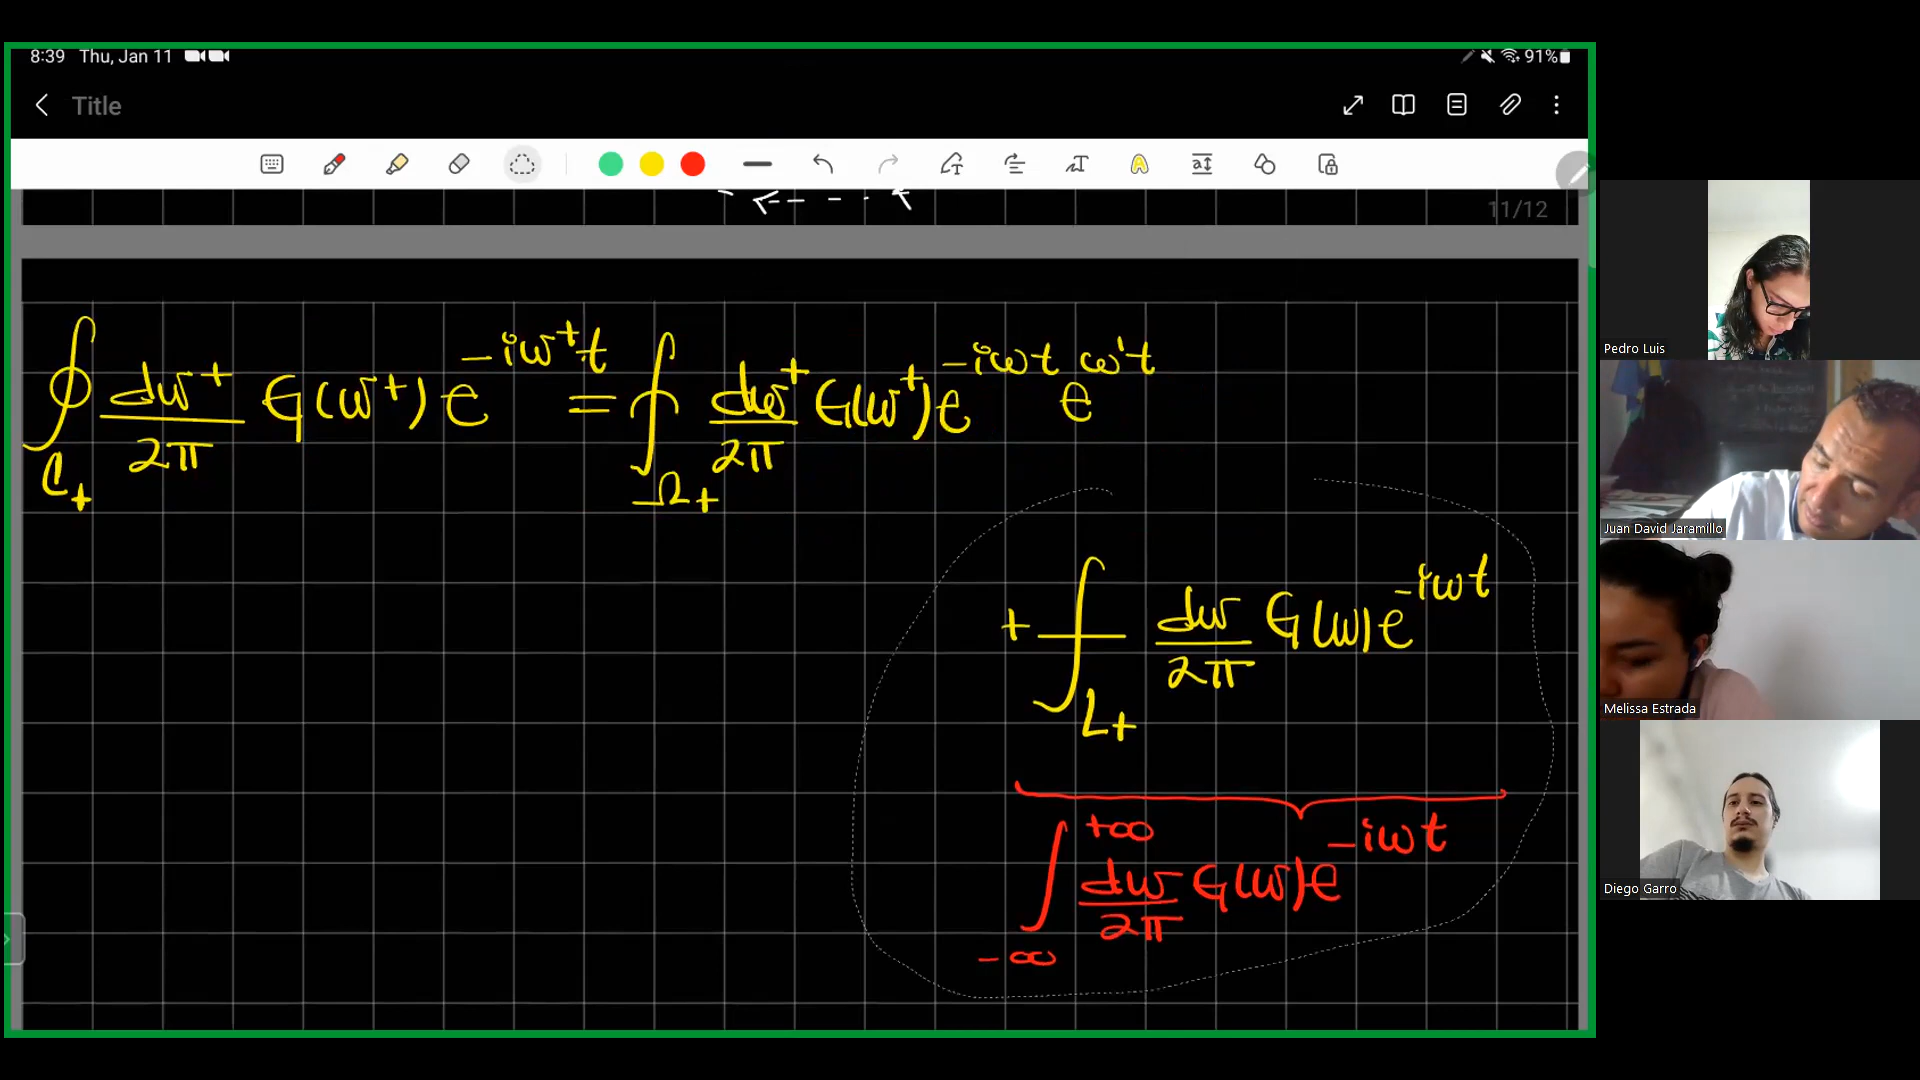 8:39 Thu, Jan 11 91%
Title
11/12
∮_{C₊} dω⁺/2π G(ω⁺) e^{-iω⁺t} = ∮_{Ω₊} dω⁺/2π G(ω⁺) e^{-iωt} e^{ω't}
+ ∫_{L₊} dω/2π G(ω) e^{-iωt}
∫_{-∞}^{+∞} dω/2π G(ω) e^{-iωt}
Pedro Luis
Juan David Jaramillo
Melissa Estrada
Diego Garro